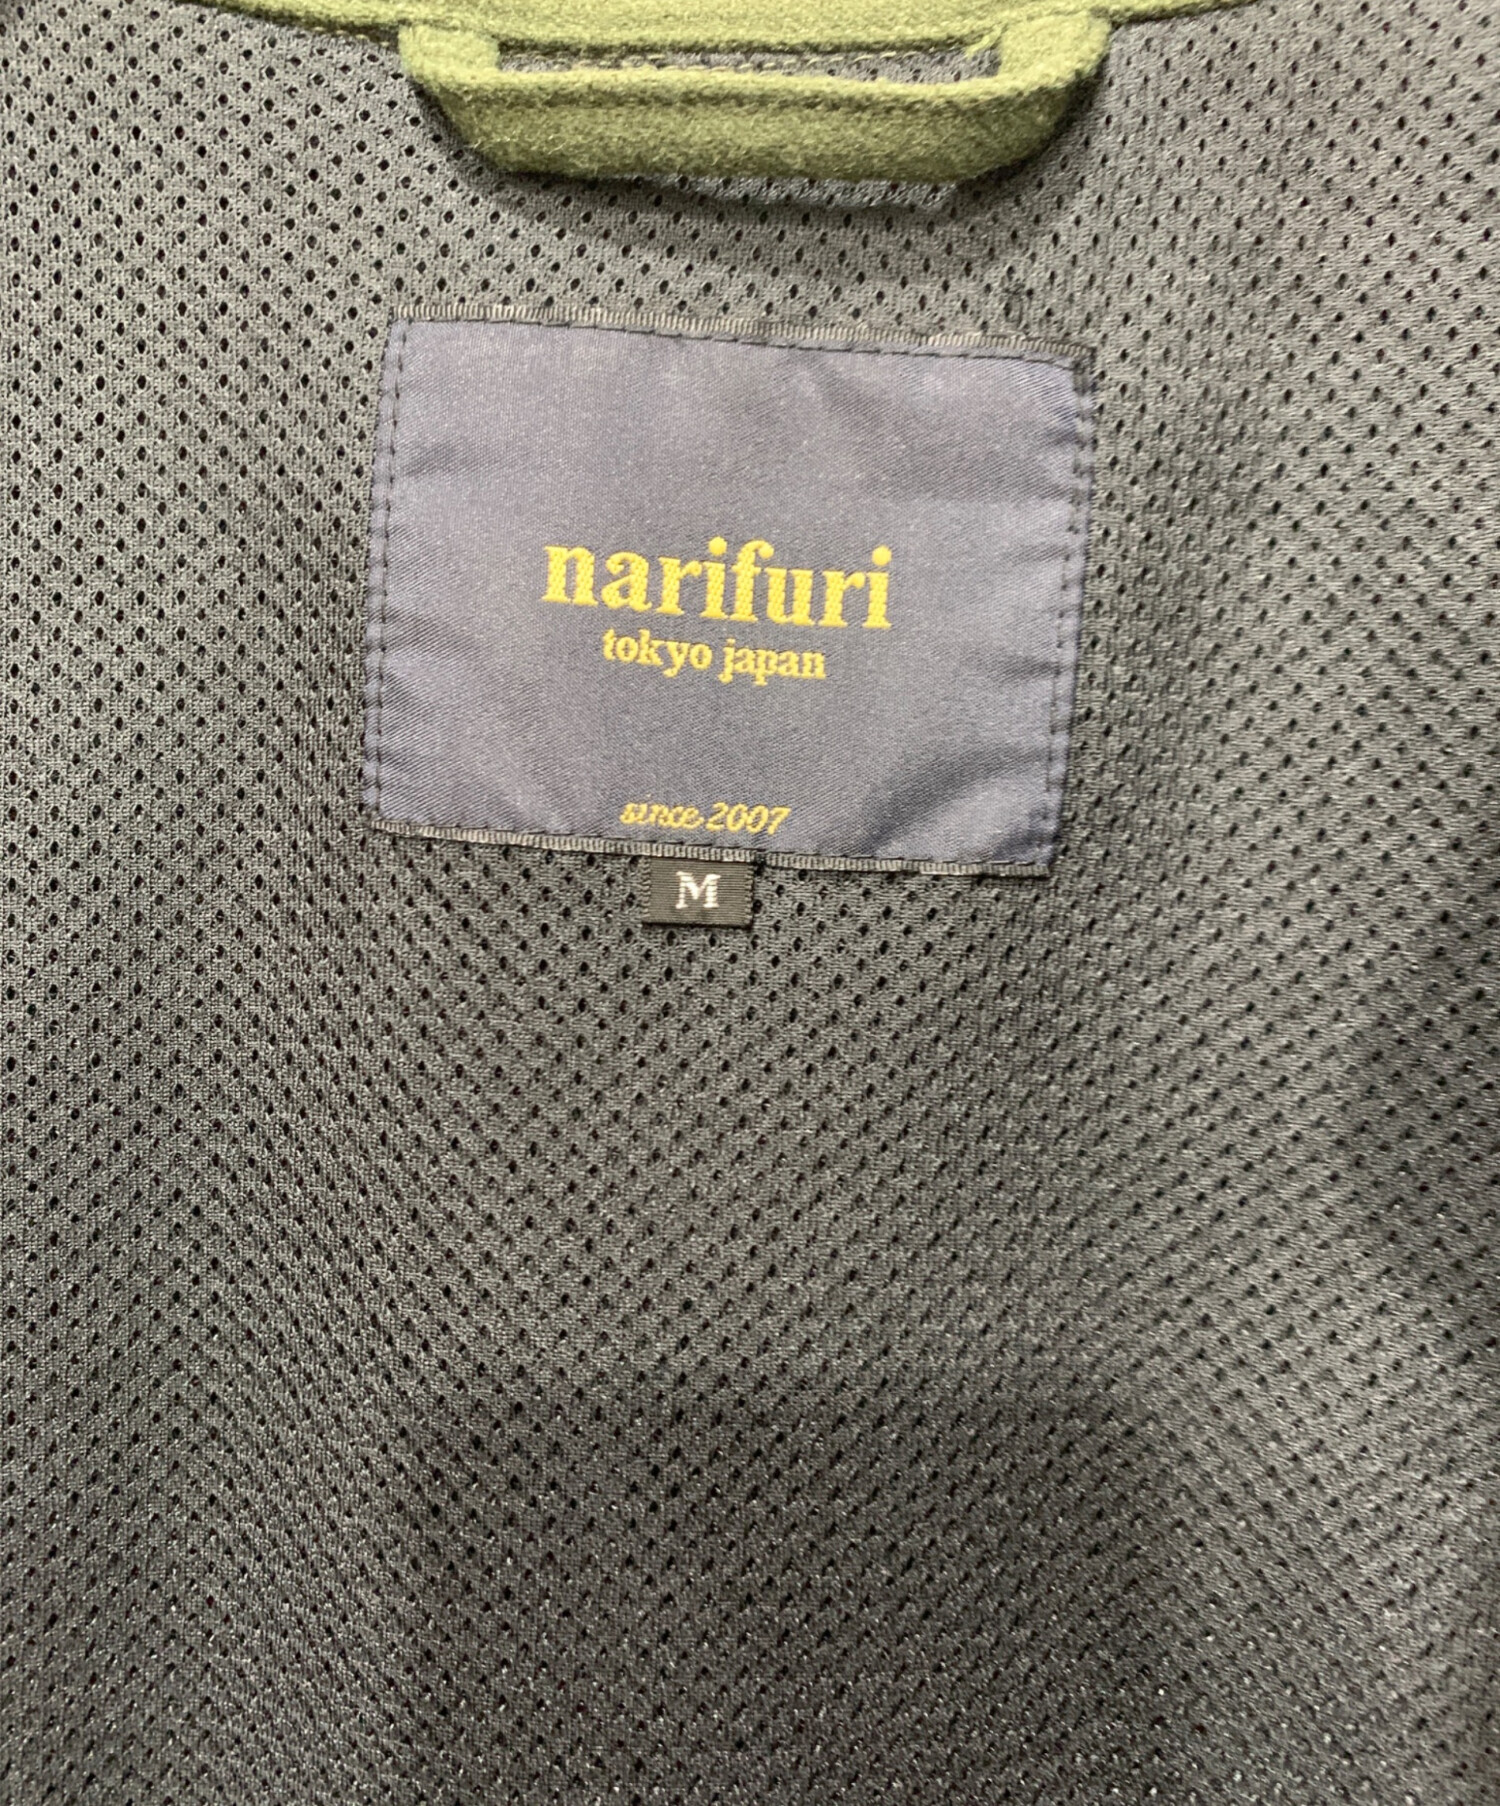 narifuri
tokyo japan
since 2007
M